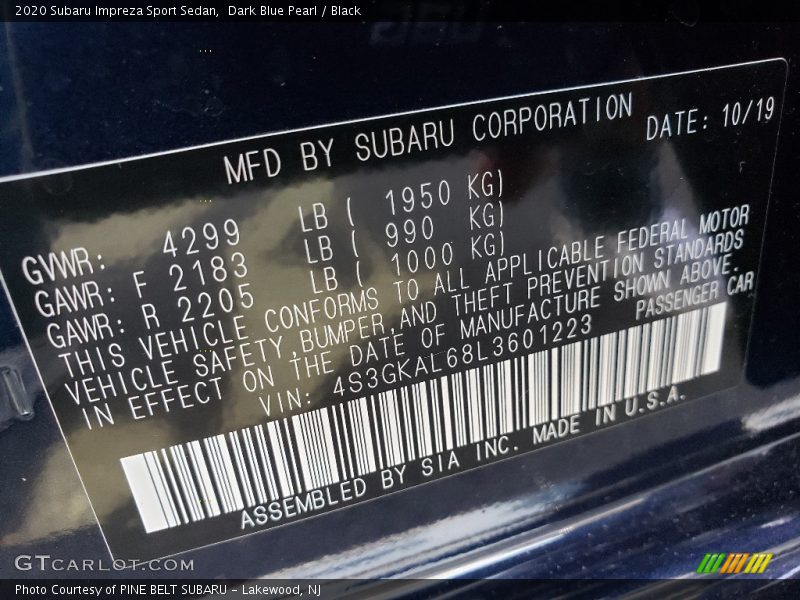 2020 Subaru Impreza Sport Sedan,  Dark Blue Pearl / Black
MFD BY SUBARU CORPORATION DATE: 10/19
GVWR: 4299 LB ( 1950 KG)
GAWR: F 2183 LB ( 990 KG)
GAWR: R 2205 LB ( 1000 KG)
THIS VEHICLE CONFORMS TO ALL APPLICABLE FEDERAL MOTOR
VEHICLE SAFETY,BUMPER,AND THEFT PREVENTION STANDARDS
IN EFFECT ON THE DATE OF MANUFACTURE SHOWN ABOVE.
VIN: 4S3GKAL68L3601223 PASSENGER CAR
ASSEMBLED BY SIA INC. MADE IN U.S.A.
GTCARLOT.COM
Photo Courtesy of PINE BELT SUBARU - Lakewood, NJ